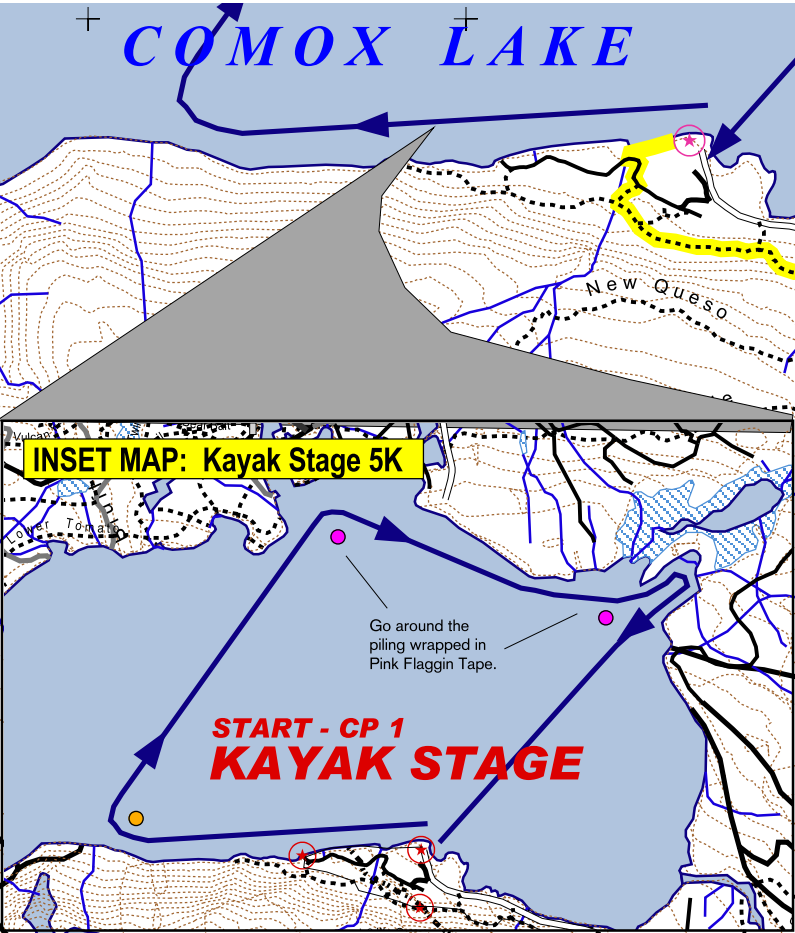 COMOX LAKE
New Queso
Vulcan
INSET MAP: Kayak Stage 5K
Lower Tomato
Go around the
piling wrapped in
Pink Flaggin Tape.
START - CP 1
KAYAK STAGE